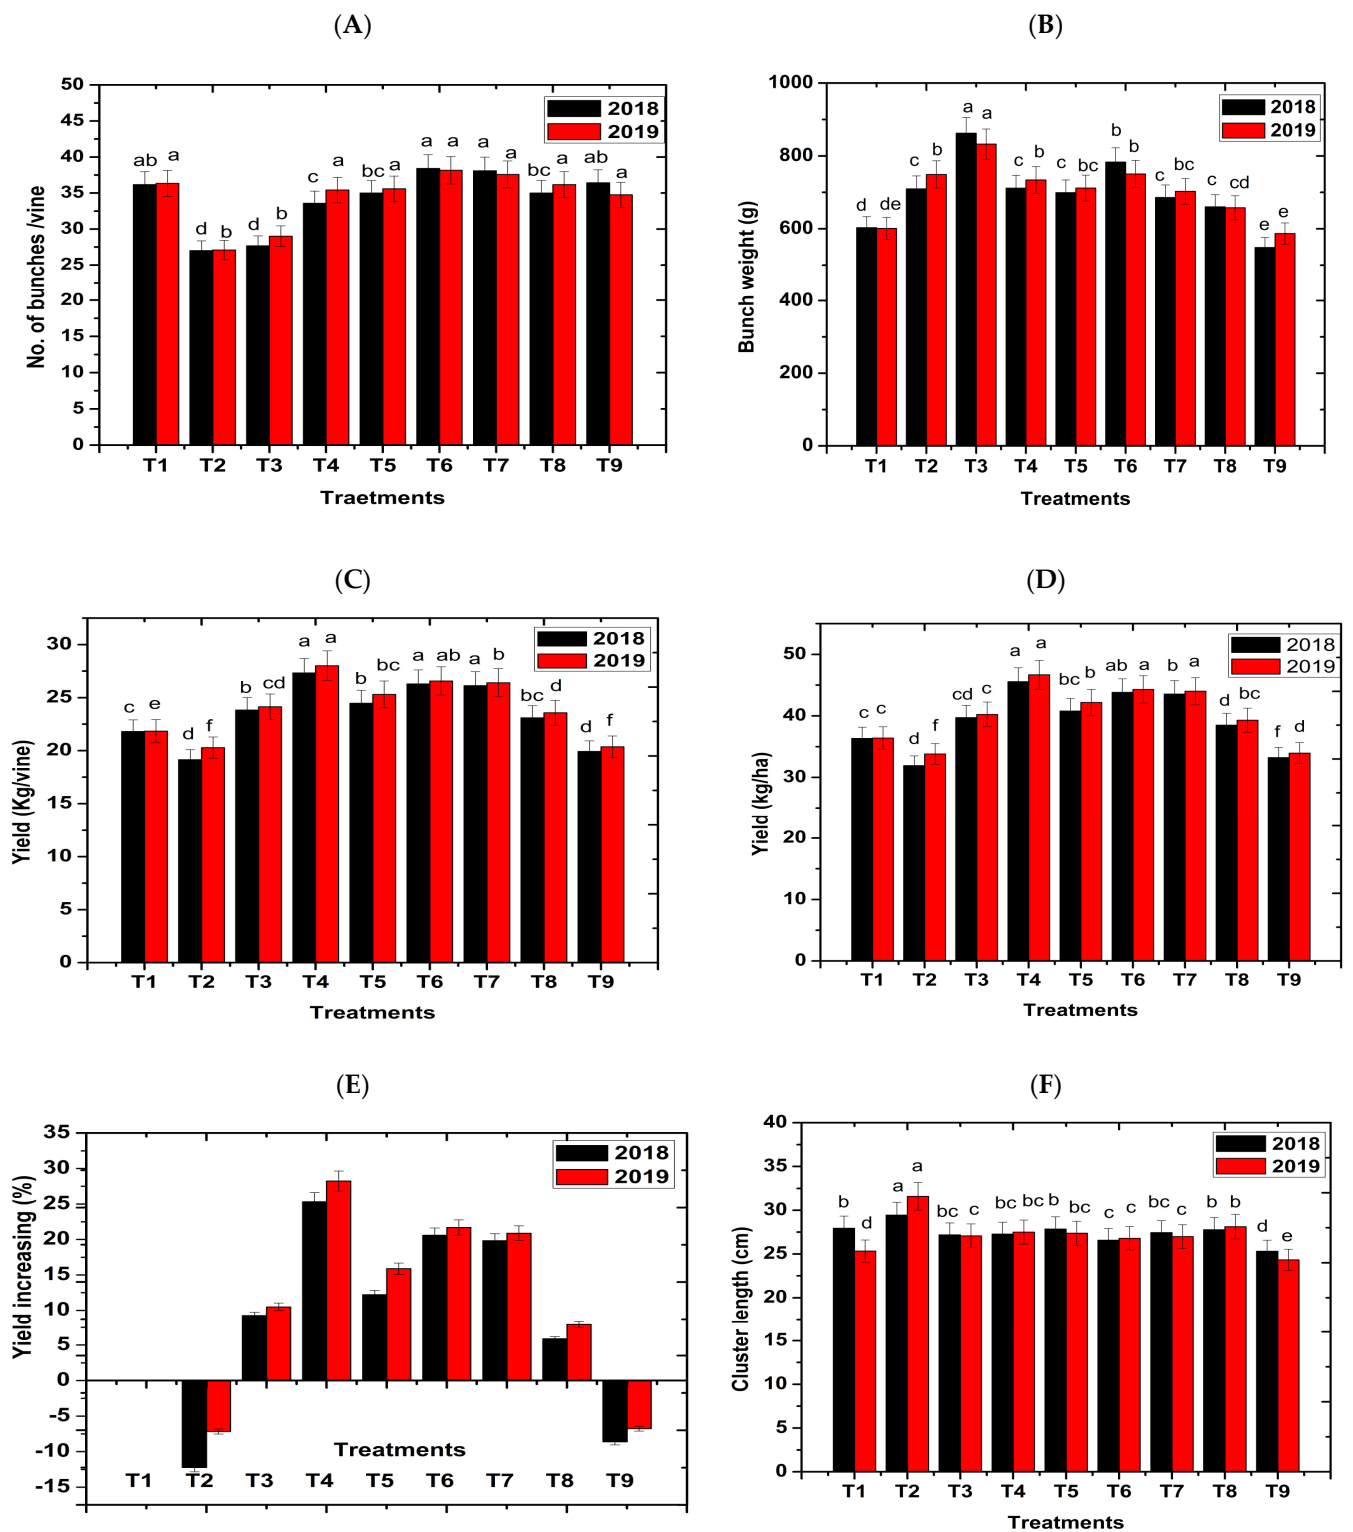 (A)
50
45
40
35
30
25
20
15
10
5
0
No. of bunches /vine
2018
2019
ab a d b d b c a bc a a a a a bc a ab a
T1 T2 T3 T4 T5 T6 T7 T8 T9
Traetments
(B)
1000
800
600
400
200
0
Bunch weight (g)
2018
2019
d de c b a a c b c bc b b c bc c cd e e
T1 T2 T3 T4 T5 T6 T7 T8 T9
Treatments
(C)
30
25
20
15
10
5
0
Yield (Kg/vine)
2018
2019
c e d f b cd a a b bc a ab a b bc d d f
T1 T2 T3 T4 T5 T6 T7 T8 T9
Treatments
(D)
50
40
30
20
10
0
Yield (kg/ha)
2018
2019
c c d f cd c a a bc b ab a b a d bc f d
T1 T2 T3 T4 T5 T6 T7 T8 T9
Treatments
(E)
35
30
25
20
15
10
5
0
-5
-10
-15
Yield increasing (%)
2018
2019
Treatments
T1 T2 T3 T4 T5 T6 T7 T8 T9
(F)
40
35
30
25
20
15
10
5
0
Cluster length (cm)
2018
2019
b d a a bc bc bc bc b bc c c bc c b b d e
T1 T2 T3 T4 T5 T6 T7 T8 T9
Treatments